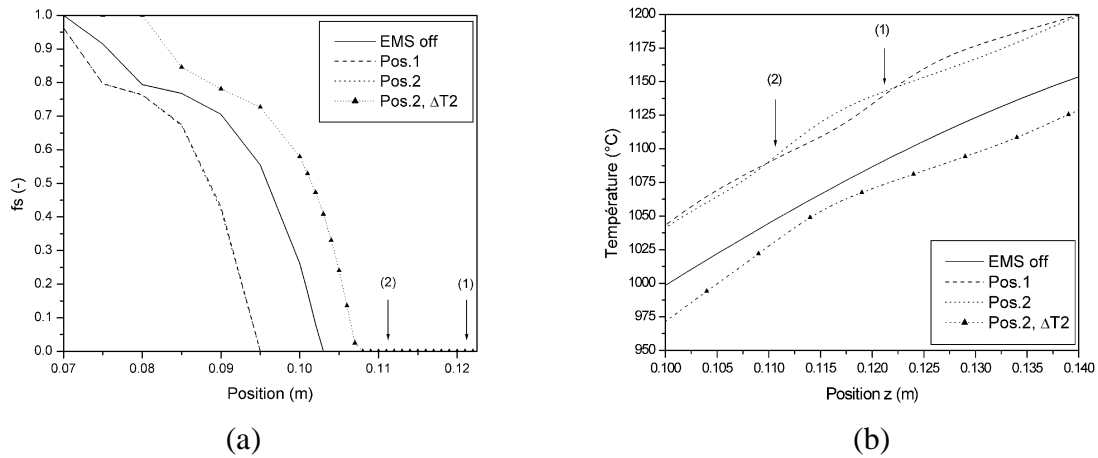 1.0
0.9
0.8
0.7
0.6
0.5
0.4
0.3
0.2
0.1
0.0
fs (-)
EMS off
Pos.1
Pos.2
Pos.2, ΔT2
(2)
(1)
0.07
0.08
0.09
0.10
0.11
0.12
Position (m)
(a)
1200
1175
1150
1125
1100
1075
1050
1025
1000
975
950
Température (°C)
(1)
(2)
EMS off
Pos.1
Pos.2
Pos.2, ΔT2
0.100
0.105
0.110
0.115
0.120
0.125
0.130
0.135
0.140
Position z (m)
(b)